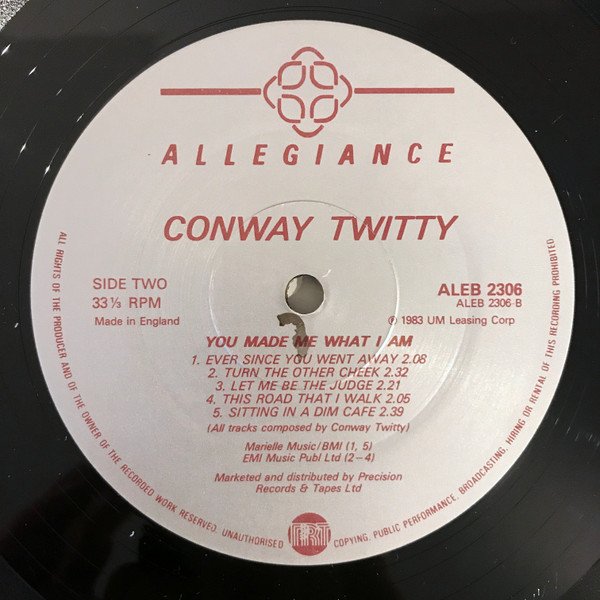 ALLEGIANCE
CONWAY TWITTY
SIDE TWO
33⅓ RPM
Made in England
ALEB 2306
ALEB 2306-B
℗ 1983 UM Leasing Corp
YOU MADE ME WHAT I AM
1. EVER SINCE YOU WENT AWAY 2.08
2. TURN THE OTHER CHEEK 2.32
3. LET ME BE THE JUDGE 2.21
4. THIS ROAD THAT I WALK 2.05
5. SITTING IN A DIM CAFE 2.39
(All tracks composed by Conway Twitty)
Marielle Music/BMI (1, 5)
EMI Music Publ Ltd (2—4)
Marketed and distributed by Precision
Records & Tapes Ltd
ALL RIGHTS OF THE PRODUCER AND OF THE OWNER OF THE RECORDED WORK RESERVED. UNAUTHORISED COPYING, PUBLIC PERFORMANCE, BROADCASTING, HIRING OR RENTAL OF THIS RECORDING PROHIBITED.
PRT